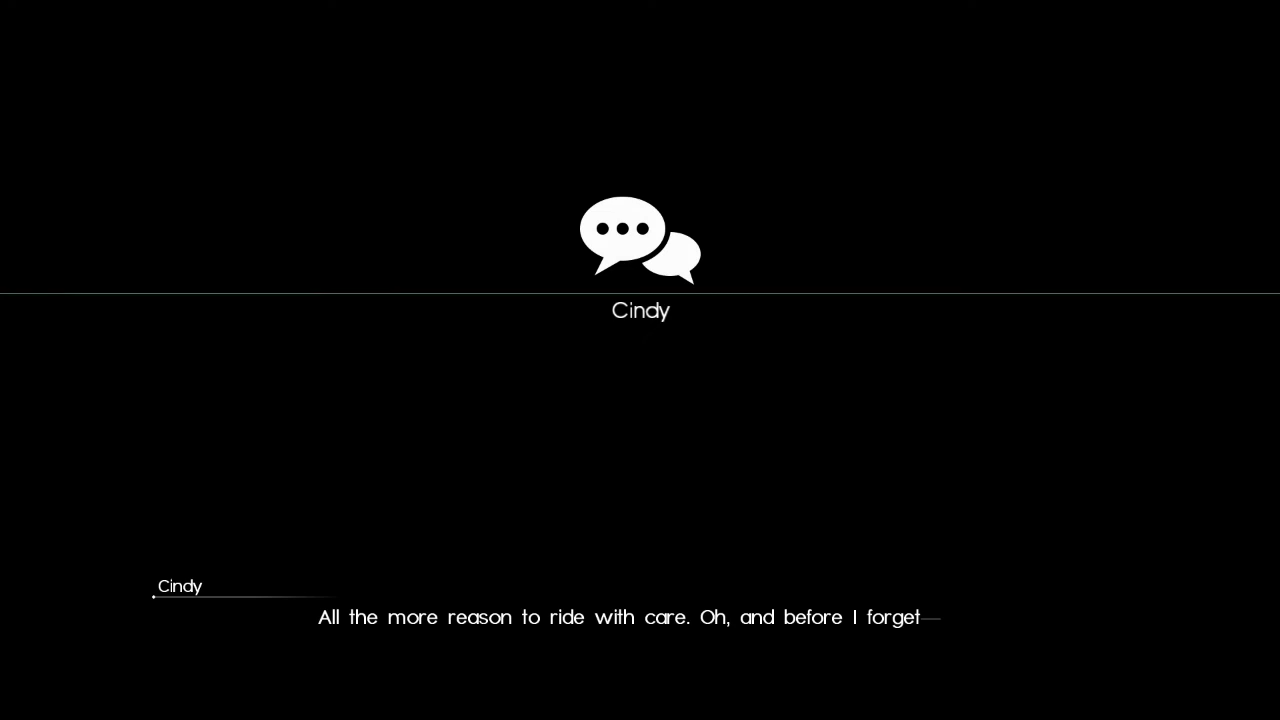 Cindy
Cindy
All the more reason to ride with care. Oh, and before I forget—